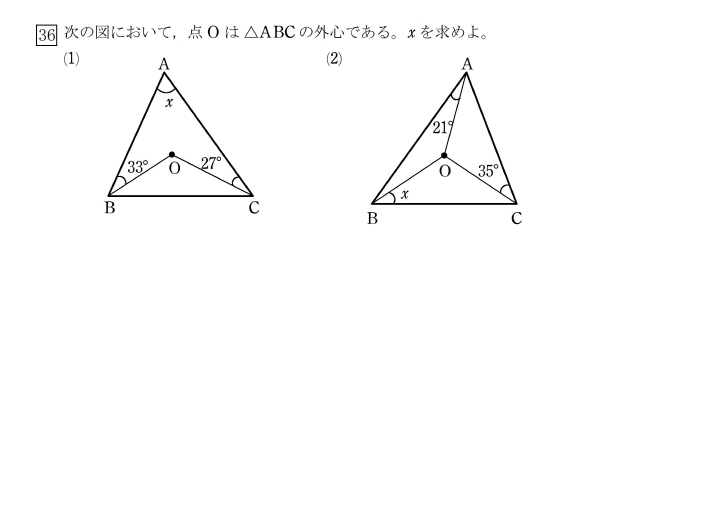 36 次の図において，点 O は △ABC の外心である。x を求めよ。
(1) (2)
A A
x
21°
33° O 27° O 35°
x
B C B C